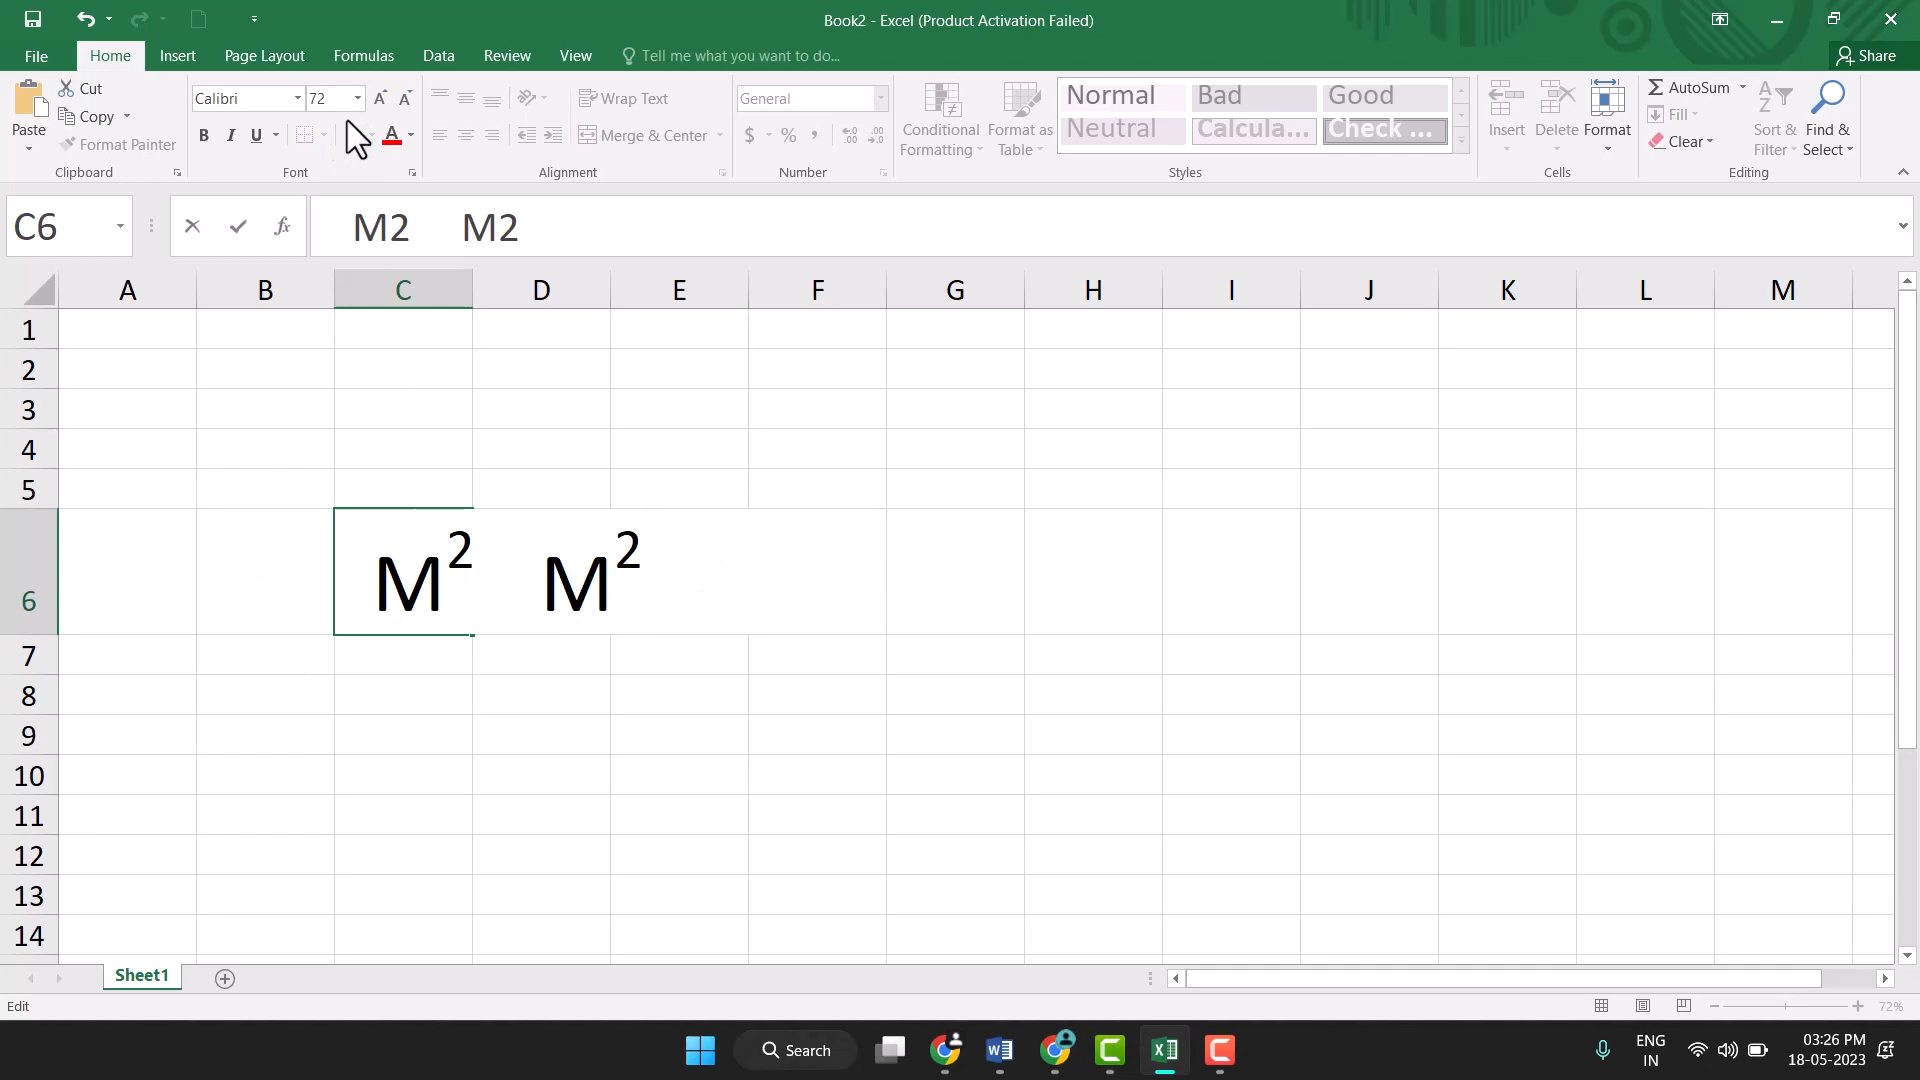 Book2 - Excel (Product Activation Failed)
File Home Insert Page Layout Formulas Data Review View Tell me what you want to do... Share
Paste Cut Copy Format Painter Clipboard
Calibri 72 B I U A Font
Wrap Text Merge & Center Alignment
General $ % , Number
Conditional Formatting Format as Table
Normal Bad Good
Neutral Calcula... Check ...
Styles
Insert Delete Format Cells
AutoSum Fill Clear Sort & Filter Find & Select Editing
C6 fx M2 M2
A B C D E F G H I J K L M
1
2
3
4
5
6 M² M²
7
8
9
10
11
12
13
14
Sheet1
Edit 72%
Search ENG IN 03:26 PM 18-05-2023